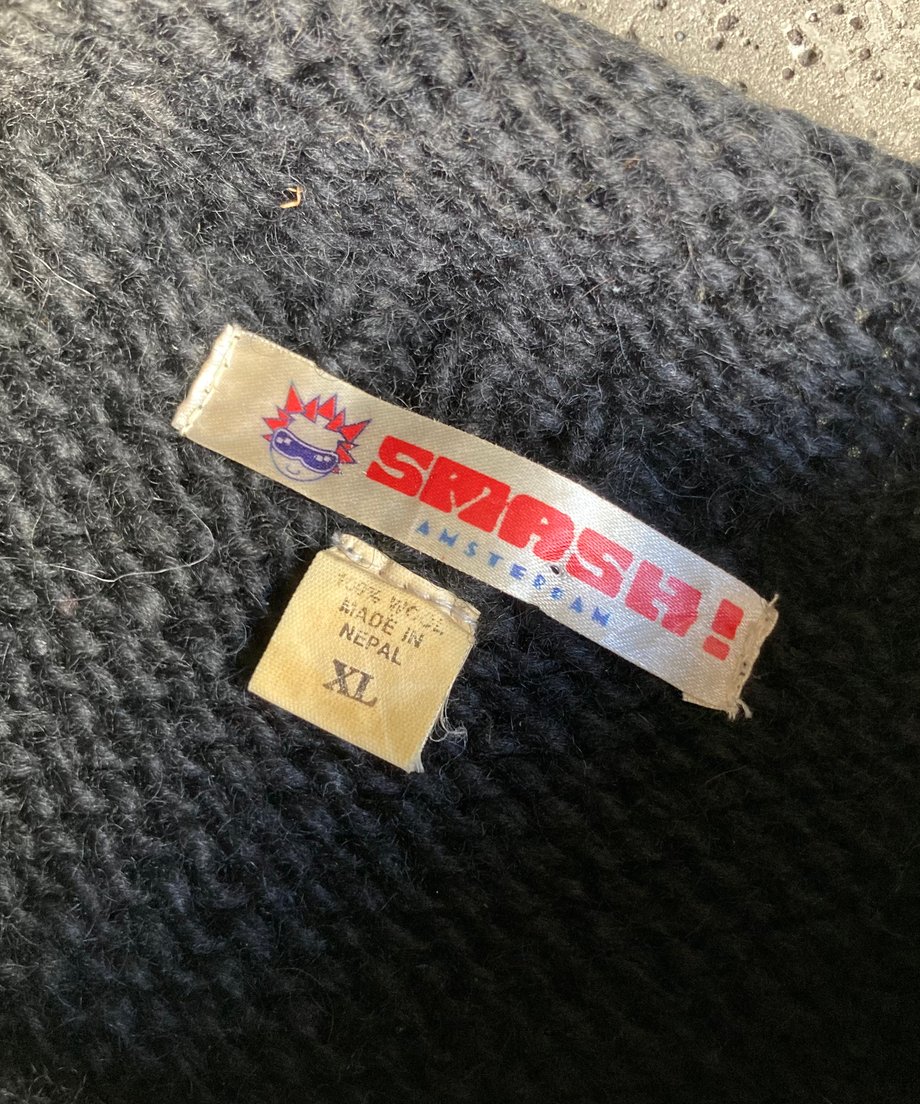 SMASH!
AMSTERDAM
100% WOOL
MADE IN
NEPAL
XL